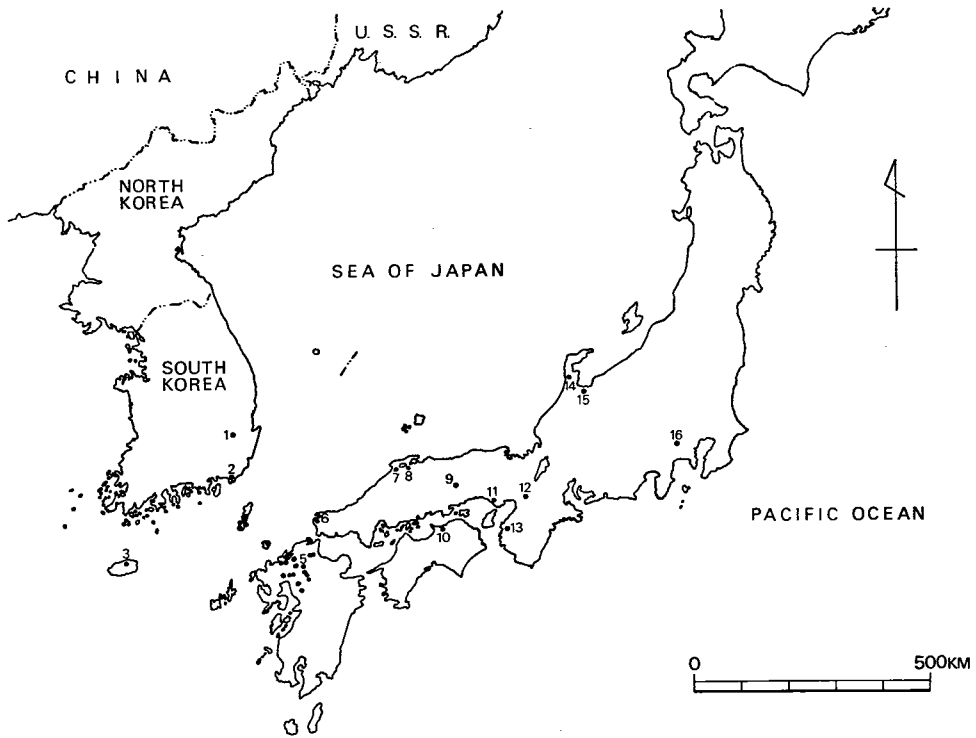 U. S. S. R.
CHINA
NORTH
KOREA
SEA OF JAPAN
SOUTH
KOREA
14
15
1
16
2
7 8
9
11
12
6
10
13
PACIFIC OCEAN
3
5
0 500KM